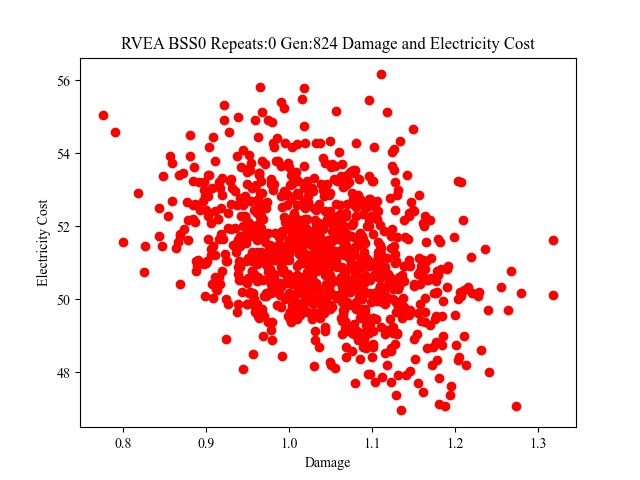 RVEA BSS0 Repeats:0 Gen:824 Damage and Electricity Cost
56
54
52
50
48
Electricity Cost
0.8 0.9 1.0 1.1 1.2 1.3
Damage